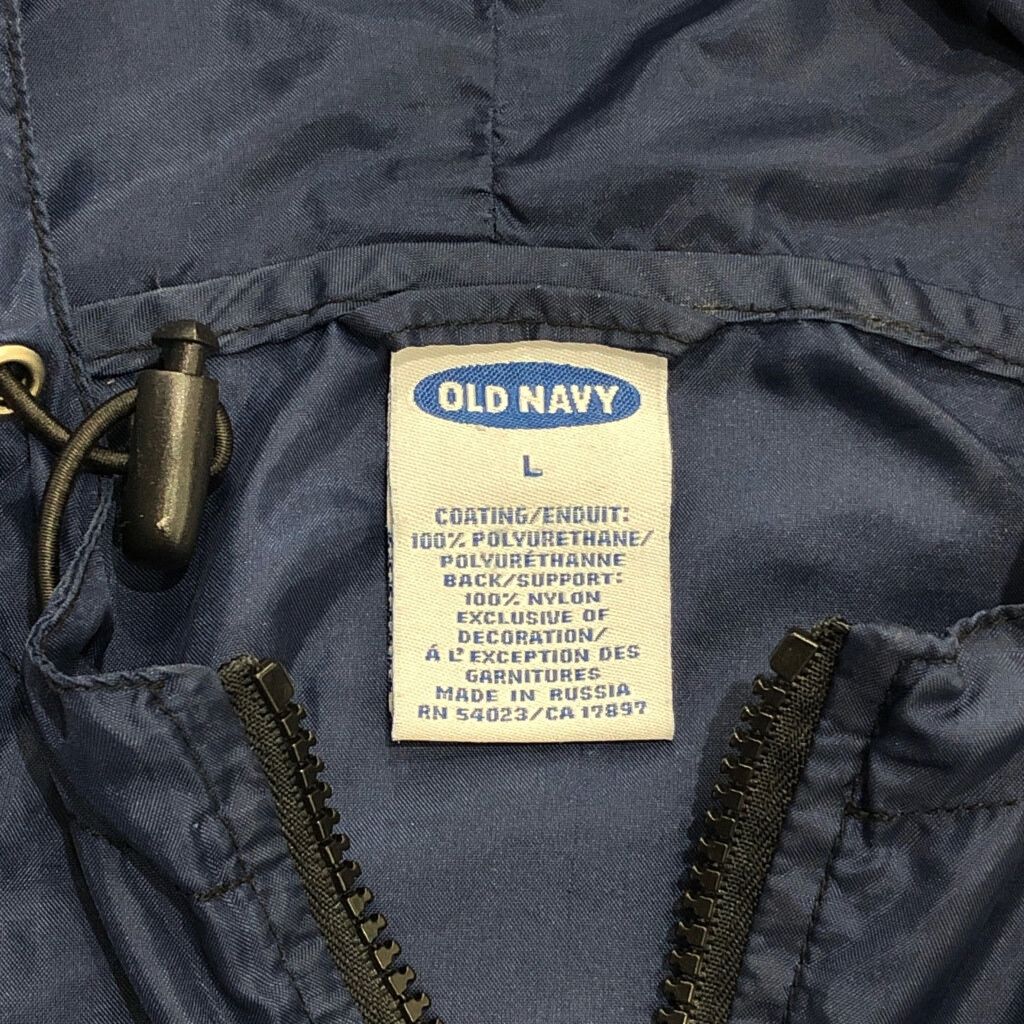 OLD NAVY
L
COATING/ENDUIT:
100% POLYURETHANE/
POLYURÉTHANNE
BACK/SUPPORT:
100% NYLON
EXCLUSIVE OF
DECORATION/
Á L'EXCEPTION DES
GARNITURES
MADE IN RUSSIA
RN 54023/CA 17897